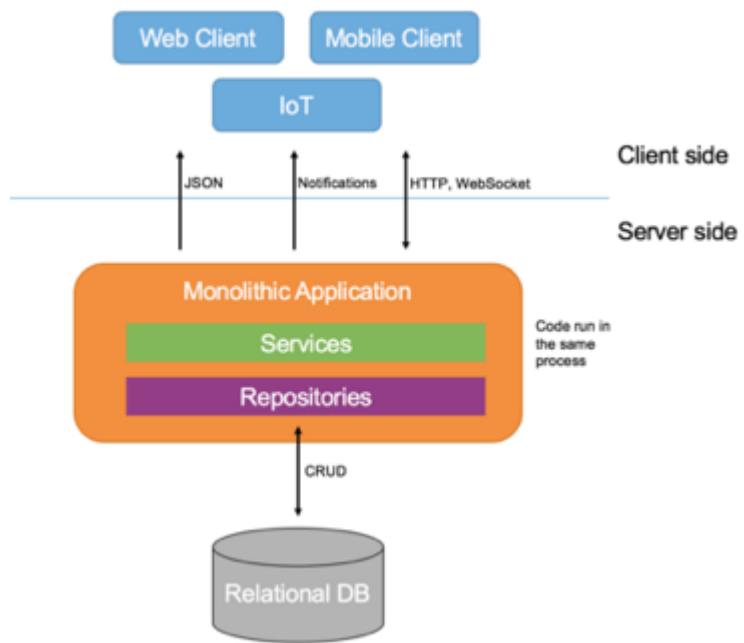 Web Client
Mobile Client
IoT
Client side
JSON
Notifications
HTTP, WebSocket
Server side
Monolithic Application
Services
Repositories
Code run in
the same
process
CRUD
Relational DB